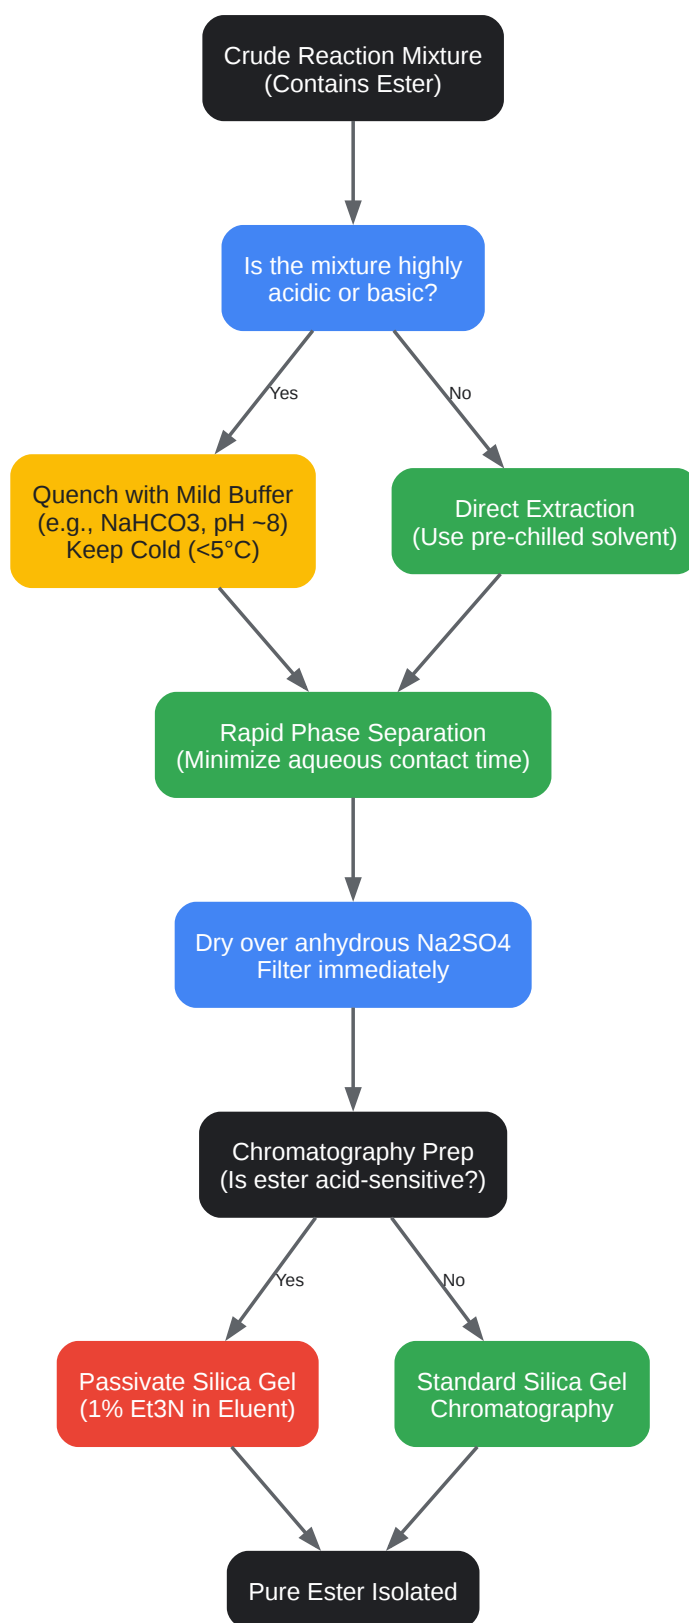 Crude Reaction Mixture
(Contains Ester)
Is the mixture highly
acidic or basic?
Yes
No
Quench with Mild Buffer
(e.g., NaHCO3, pH ~8)
Keep Cold (<5°C)
Direct Extraction
(Use pre-chilled solvent)
Rapid Phase Separation
(Minimize aqueous contact time)
Dry over anhydrous Na2SO4
Filter immediately
Chromatography Prep
(Is ester acid-sensitive?)
Yes
No
Passivate Silica Gel
(1% Et3N in Eluent)
Standard Silica Gel
Chromatography
Pure Ester Isolated